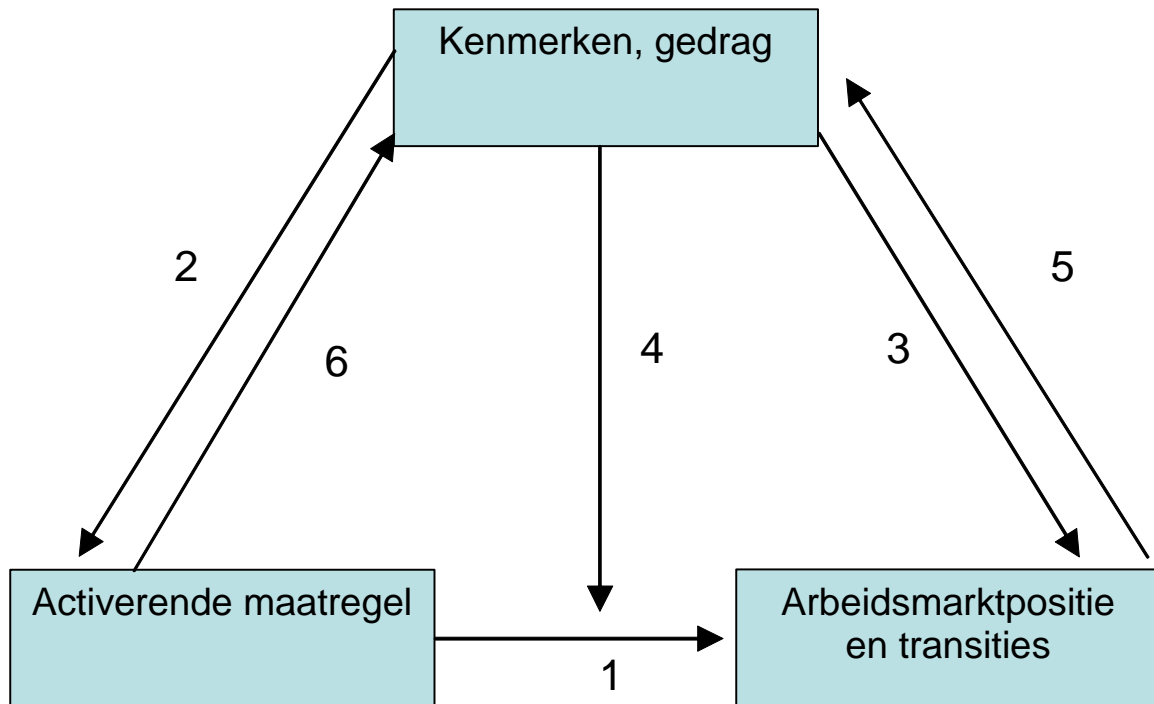 Kenmerken, gedrag
2
5
6
4
3
Activerende maatregel
Arbeidsmarktpositie
en transities
1